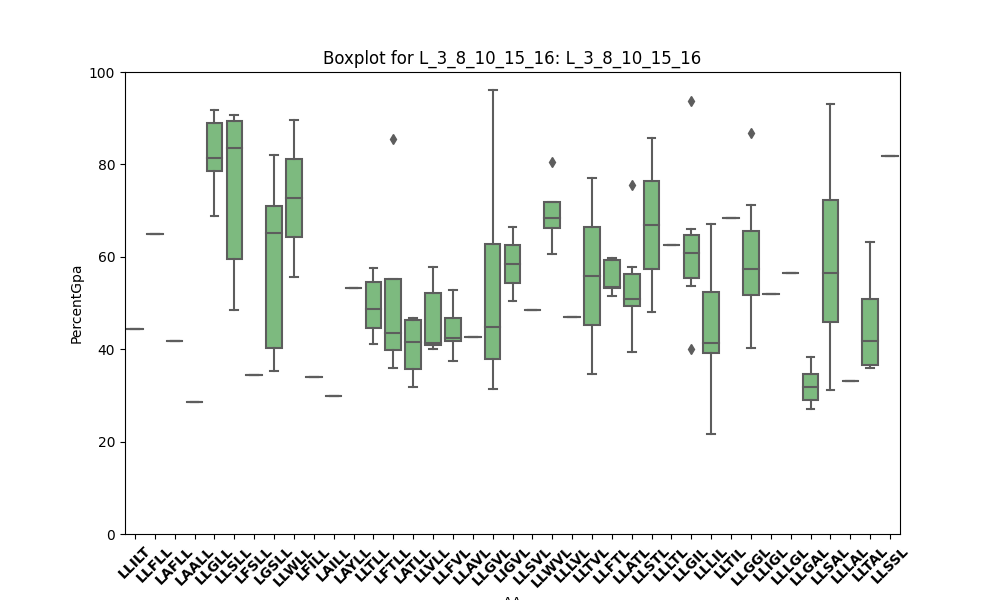 Boxplot for L_3_8_10_15_16: L_3_8_10_15_16
100
80
60
40
20
0
PercentGpa
LLILT
LLFLL
LAFLL
LAALL
LLGLL
LLSLL
LFSLL
LGSLL
LLWLL
LFILL
LAILL
LAYLL
LLTLL
LFTLL
LATLL
LLVLL
LLFVL
LLAVL
LLGVL
LIGVL
LLSVL
LLWVL
LLLVL
LLTVL
LLFTL
LLATL
LLSTL
LLLTL
LLGIL
LLLIL
LLTIL
LLGGL
LLIGL
LLLGL
LLGAL
LLSAL
LLLAL
LLTAL
LLSSL